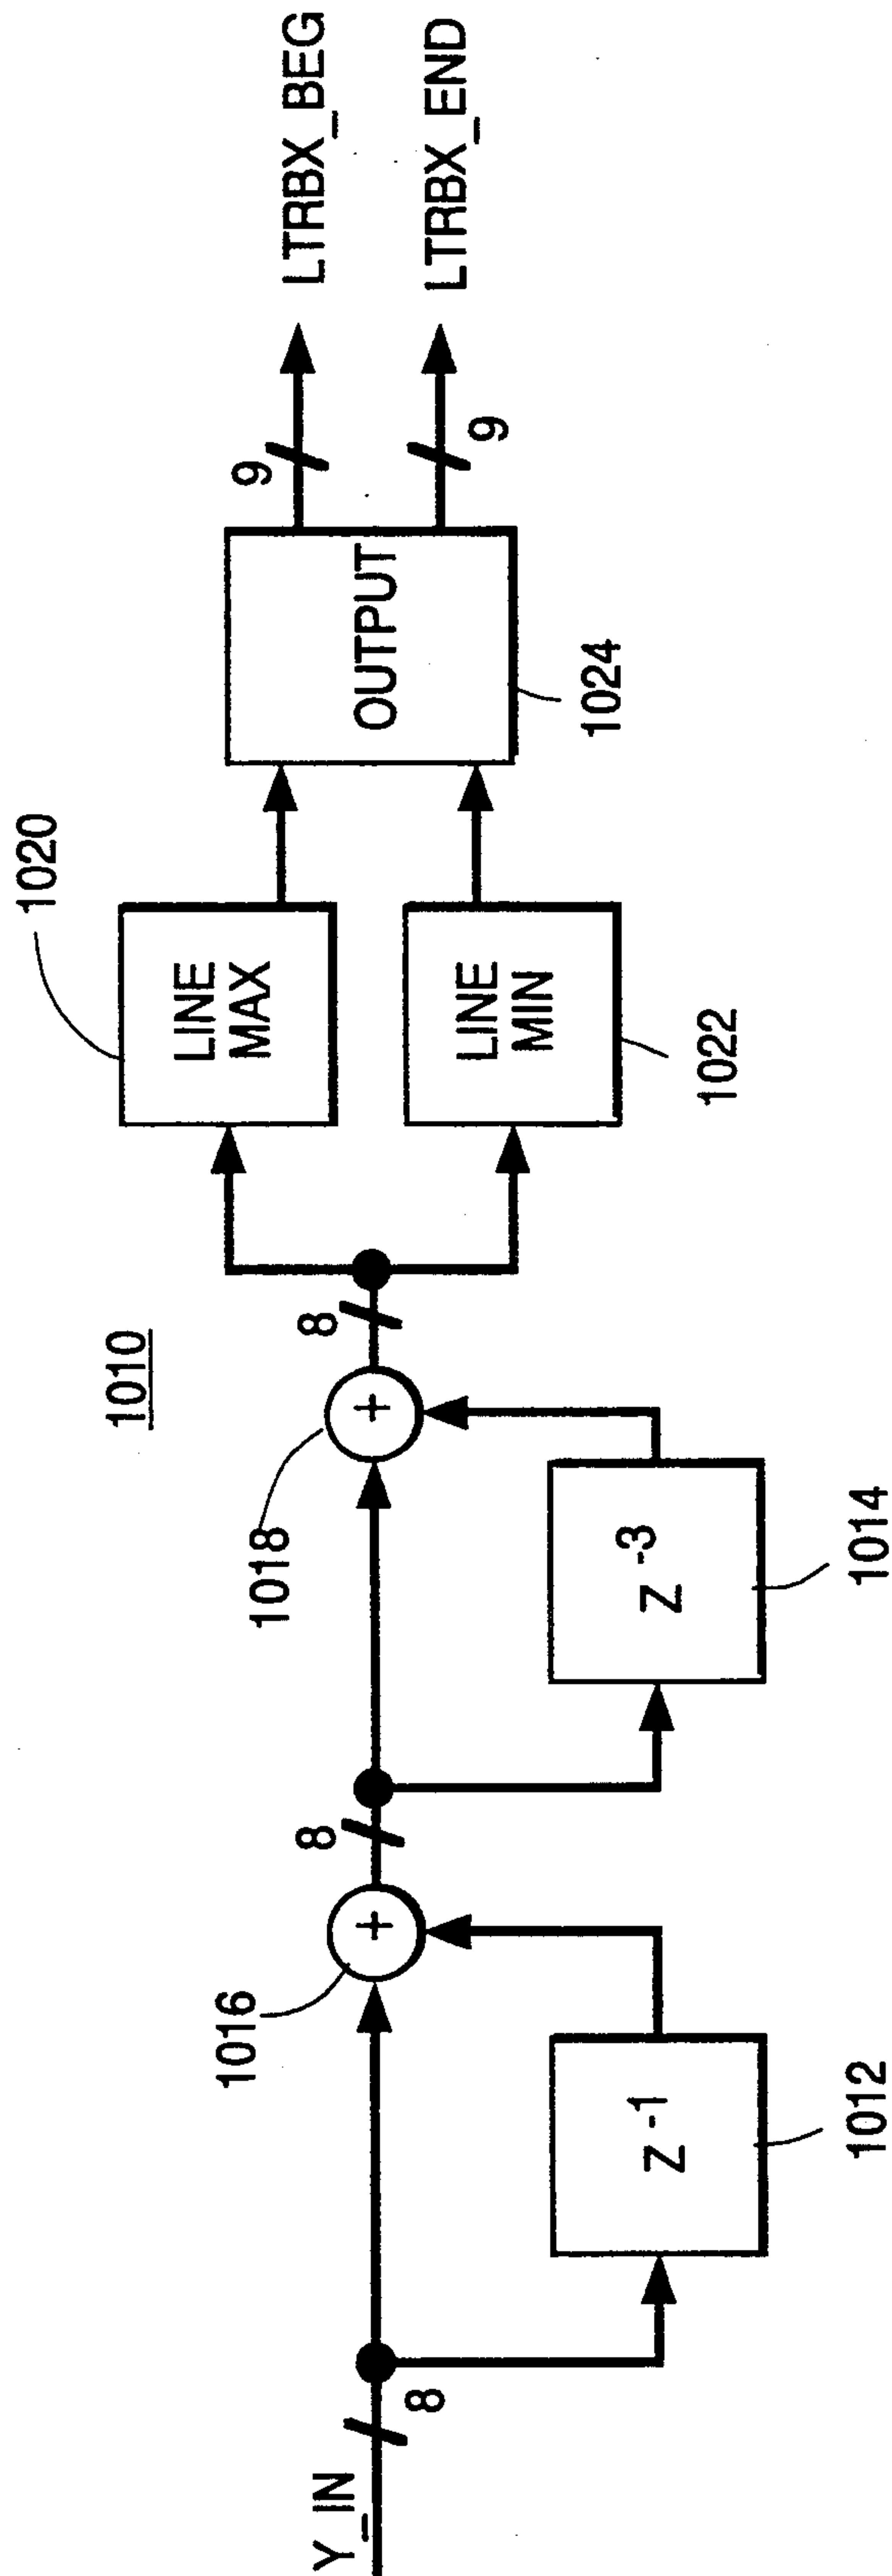 1010
Y_IN
8
Z -1
1012
1016
+
8
Z -3
1014
1018
+
8
LINE
MAX
1020
LINE
MIN
1022
OUTPUT
1024
9
LTRBX_BEG
9
LTRBX_END